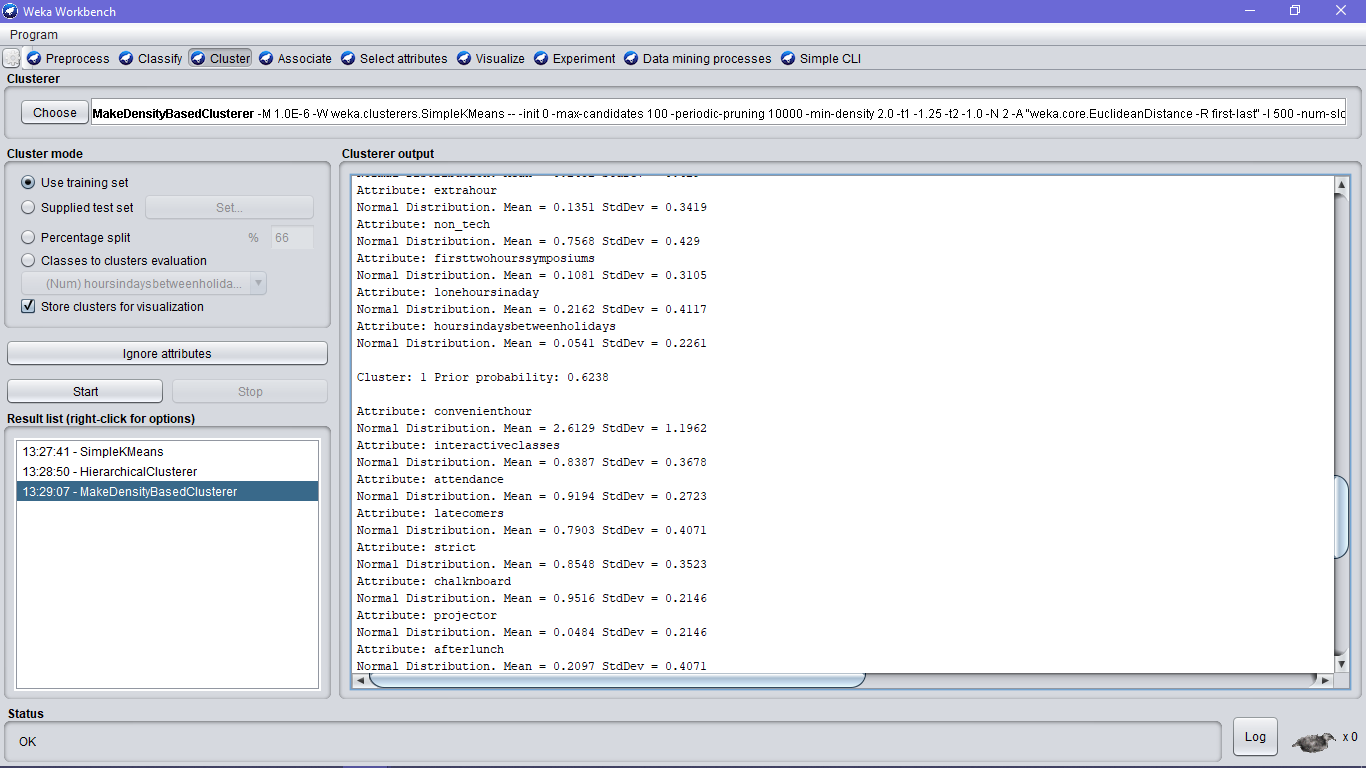 Weka Workbench
Program
Preprocess Classify Cluster Associate Select attributes Visualize Experiment Data mining processes Simple CLI
Clusterer
Choose MakeDensityBasedClusterer -M 1.0E-6 -W weka.clusterers.SimpleKMeans -- -init 0 -max-candidates 100 -periodic-pruning 10000 -min-density 2.0 -t1 -1.25 -t2 -1.0 -N 2 -A "weka.core.EuclideanDistance -R first-last" -I 500 -num-slo
Cluster mode
Use training set
Supplied test set Set...
Percentage split % 66
Classes to clusters evaluation
(Num) hoursindaysbetweenholida...
Store clusters for visualization
Ignore attributes
Start Stop
Result list (right-click for options)
13:27:41 - SimpleKMeans
13:28:50 - HierarchicalClusterer
13:29:07 - MakeDensityBasedClusterer
Clusterer output
Attribute: extrahour
Normal Distribution. Mean = 0.1351 StdDev = 0.3419
Attribute: non_tech
Normal Distribution. Mean = 0.7568 StdDev = 0.429
Attribute: firsttwohourssymposiums
Normal Distribution. Mean = 0.1081 StdDev = 0.3105
Attribute: lonehoursinaday
Normal Distribution. Mean = 0.2162 StdDev = 0.4117
Attribute: hoursindaysbetweenholidays
Normal Distribution. Mean = 0.0541 StdDev = 0.2261
Cluster: 1 Prior probability: 0.6238
Attribute: convenienthour
Normal Distribution. Mean = 2.6129 StdDev = 1.1962
Attribute: interactiveclasses
Normal Distribution. Mean = 0.8387 StdDev = 0.3678
Attribute: attendance
Normal Distribution. Mean = 0.9194 StdDev = 0.2723
Attribute: latecomers
Normal Distribution. Mean = 0.7903 StdDev = 0.4071
Attribute: strict
Normal Distribution. Mean = 0.8548 StdDev = 0.3523
Attribute: chalknboard
Normal Distribution. Mean = 0.9516 StdDev = 0.2146
Attribute: projector
Normal Distribution. Mean = 0.0484 StdDev = 0.2146
Attribute: afterlunch
Normal Distribution. Mean = 0.2097 StdDev = 0.4071
Status
OK
Log
x 0